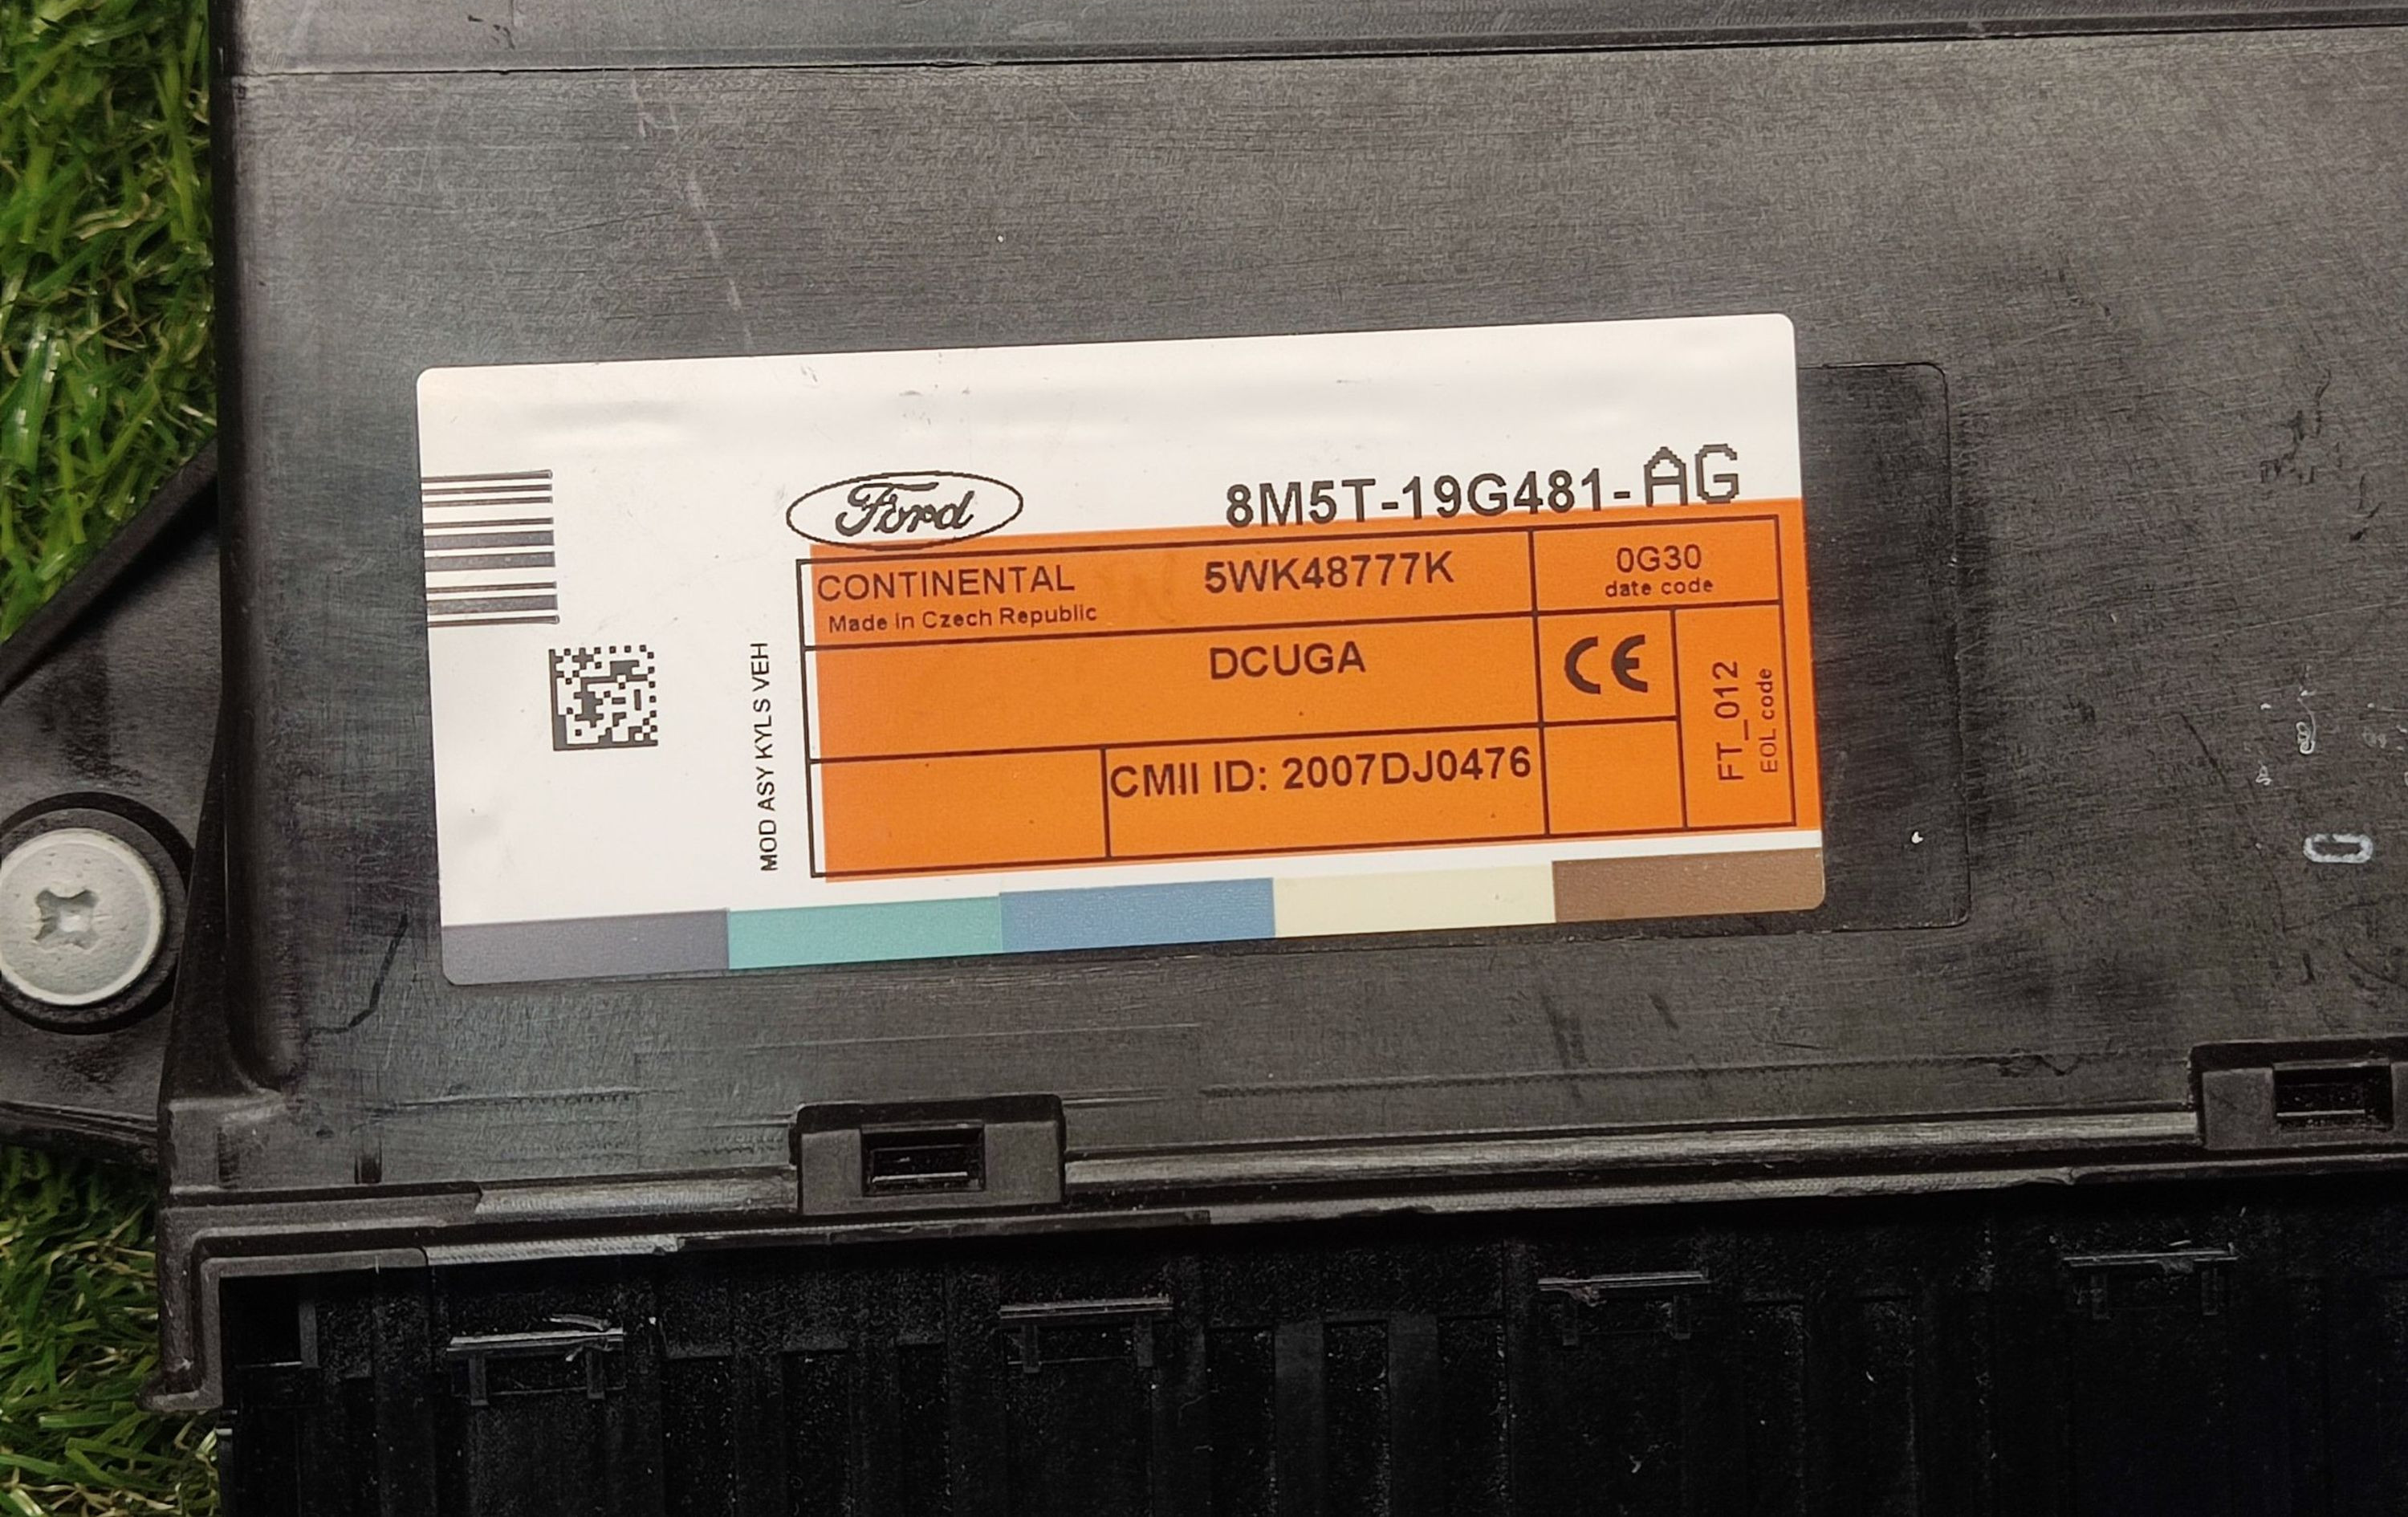 Ford
8M5T-19G481-AG
CONTINENTAL
Made in Czech Republic
5WK48777K
0G30
date code
MOD ASY KYLS VEH
DCUGA
CE
FT_012
EOL code
CMII ID: 2007DJ0476
0